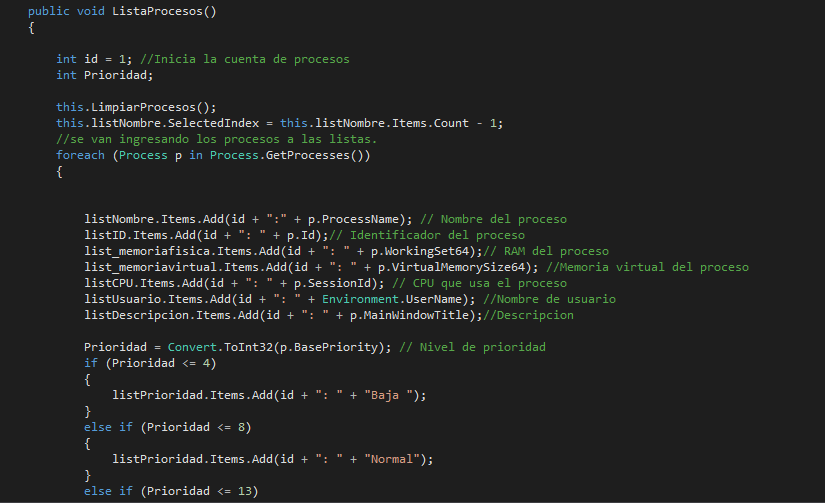 public void ListaProcesos()
{
int id = 1; //Inicia la cuenta de procesos
int Prioridad;
this.LimpiarProcesos();
this.listNombre.SelectedIndex = this.listNombre.Items.Count - 1;
//se van ingresando los procesos a las listas.
foreach (Process p in Process.GetProcesses())
{
listNombre.Items.Add(id + ":" + p.ProcessName); // Nombre del proceso
listID.Items.Add(id + ": " + p.Id);// Identificador del proceso
list_memoriafisica.Items.Add(id + ": " + p.WorkingSet64);// RAM del proceso
list_memoriavirtual.Items.Add(id + ": " + p.VirtualMemorySize64); //Memoria virtual del proceso
listCPU.Items.Add(id + ": " + p.SessionId); // CPU que usa el proceso
listUsuario.Items.Add(id + ": " + Environment.UserName); //Nombre de usuario
listDescripcion.Items.Add(id + ": " + p.MainWindowTitle);//Descripcion
Prioridad = Convert.ToInt32(p.BasePriority); // Nivel de prioridad
if (Prioridad <= 4)
{
listPrioridad.Items.Add(id + ": " + "Baja ");
}
else if (Prioridad <= 8)
{
listPrioridad.Items.Add(id + ": " + "Normal");
}
else if (Prioridad <= 13)